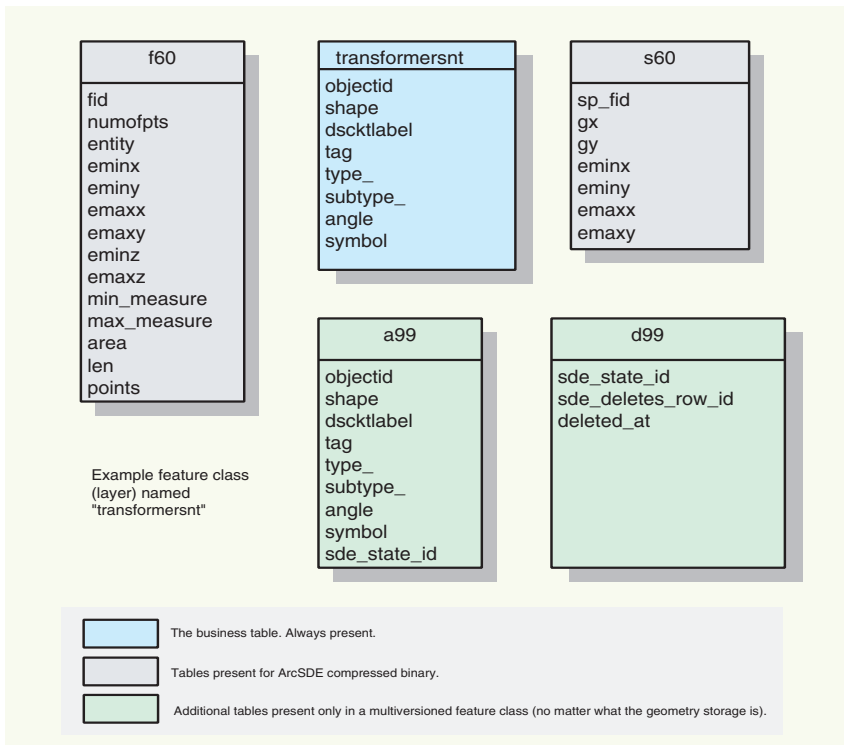 f60
fid
numofpts
entity
eminx
eminy
emaxx
emaxy
eminz
emaxz
min_measure
max_measure
area
len
points
transformersnt
objectid
shape
dscktlabel
tag
type_
subtype_
angle
symbol
s60
sp_fid
gx
gy
eminx
eminy
emaxx
emaxy
a99
objectid
shape
dscktlabel
tag
type_
subtype_
angle
symbol
sde_state_id
d99
sde_state_id
sde_deletes_row_id
deleted_at
Example feature class
(layer) named
"transformersnt"
The business table. Always present.
Tables present for ArcSDE compressed binary.
Additional tables present only in a multiversioned feature class (no matter what the geometry storage is).